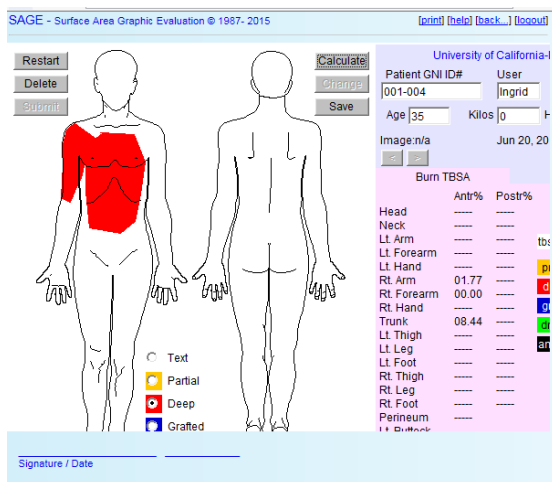 SAGE - Surface Area Graphic Evaluation © 1987- 2015 [print] [help] [back...] [logout]
Restart
Delete
Submit
Calculate
Change
Save
University of California-
Patient GNI ID# User
001-004 Ingrid
Age 35 Kilos 0 H
Image:n/a Jun 20, 20
< >
Burn TBSA
Antr% Postr%
Head ----- -----
Neck ----- -----
Lt. Arm ----- -----
Lt. Forearm ----- -----
Lt. Hand ----- -----
Rt. Arm 01.77 -----
Rt. Forearm 00.00 -----
Rt. Hand ----- -----
Trunk 08.44 -----
Lt. Thigh ----- -----
Lt. Leg ----- -----
Lt. Foot ----- -----
Rt. Thigh ----- -----
Rt. Leg ----- -----
Rt. Foot ----- -----
Perineum -----
Lt. Buttock
tbs
p
d
g
d
an
Text
Partial
Deep
Grafted
Signature / Date